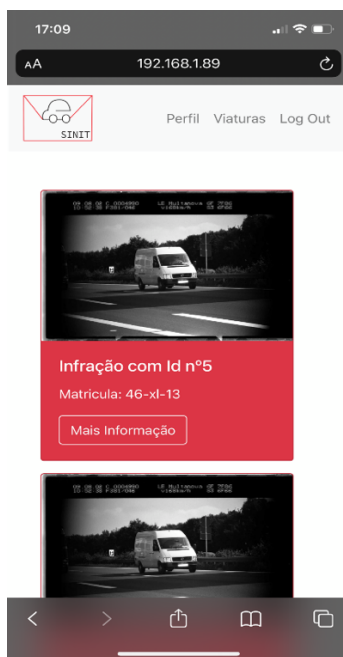 17:09
AA 192.168.1.89
SINIT
Perfil Viaturas Log Out
Infração com Id nº5
Matricula: 46-xl-13
Mais Informação